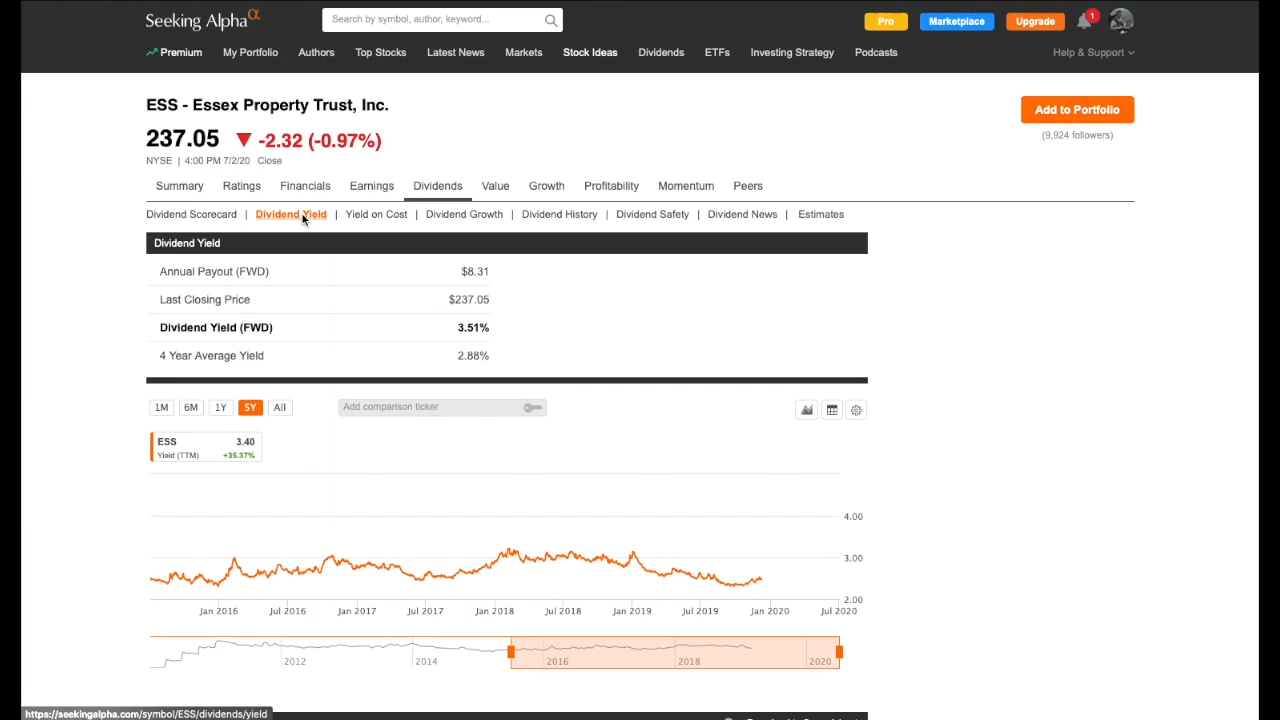 Seeking Alpha α
Search by symbol, author, keyword...
Pro
Marketplace
Upgrade
1
Premium My Portfolio Authors Top Stocks Latest News Markets Stock Ideas Dividends ETFs Investing Strategy Podcasts Help & Support
ESS - Essex Property Trust, Inc.
Add to Portfolio
237.05 -2.32 (-0.97%)
(9,924 followers)
NYSE | 4:00 PM 7/2/20 Close
Summary Ratings Financials Earnings Dividends Value Growth Profitability Momentum Peers
Dividend Scorecard | Dividend Yield | Yield on Cost | Dividend Growth | Dividend History | Dividend Safety | Dividend News | Estimates
Dividend Yield
Annual Payout (FWD) $8.31
Last Closing Price $237.05
Dividend Yield (FWD) 3.51%
4 Year Average Yield 2.88%
1M 6M 1Y 5Y All Add comparison ticker
ESS 3.40
Yield (TTM) +35.37%
4.00
3.00
2.00
Jan 2016 Jul 2016 Jan 2017 Jul 2017 Jan 2018 Jul 2018 Jan 2019 Jul 2019 Jan 2020 Jul 2020
2012 2014 2016 2018 2020
https://seekingalpha.com/symbol/ESS/dividends/yield